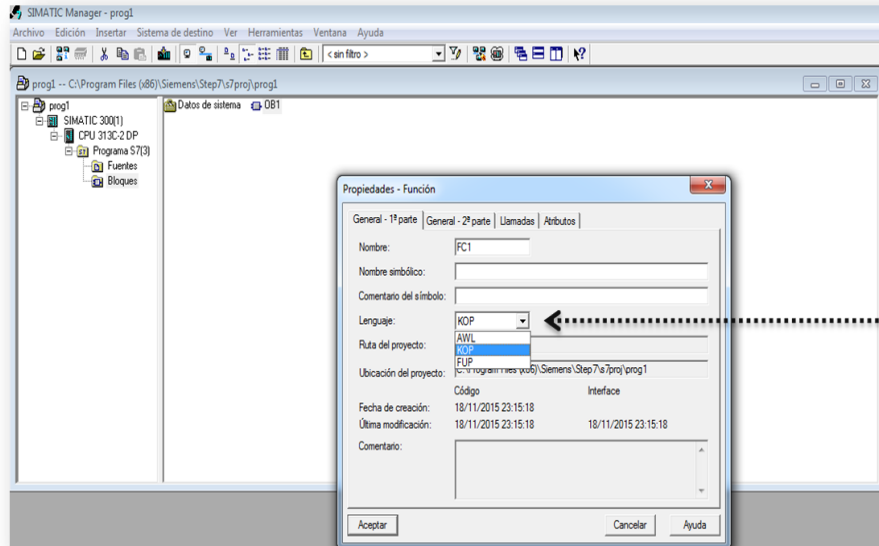 SIMATIC Manager - prog1
Archivo Edición Insertar Sistema de destino Ver Herramientas Ventana Ayuda
< sin filtro >
prog1 -- C:\Program Files (x86)\Siemens\Step7\s7proj\prog1
prog1
SIMATIC 300(1)
CPU 313C-2 DP
Programa S7(3)
Fuentes
Bloques
Datos de sistema OB1
Propiedades - Función
General - 1ª parte General - 2ª parte Llamadas Atributos
Nombre: FC1
Nombre simbólico:
Comentario del símbolo:
Lenguaje: KOP
AWL
KOP
FUP
Ruta del proyecto:
Ubicación del proyecto: C:\Program Files (x86)\Siemens\Step7\s7proj\prog1
Código Interface
Fecha de creación: 18/11/2015 23:15:18
Última modificación: 18/11/2015 23:15:18 18/11/2015 23:15:18
Comentario:
Aceptar Cancelar Ayuda